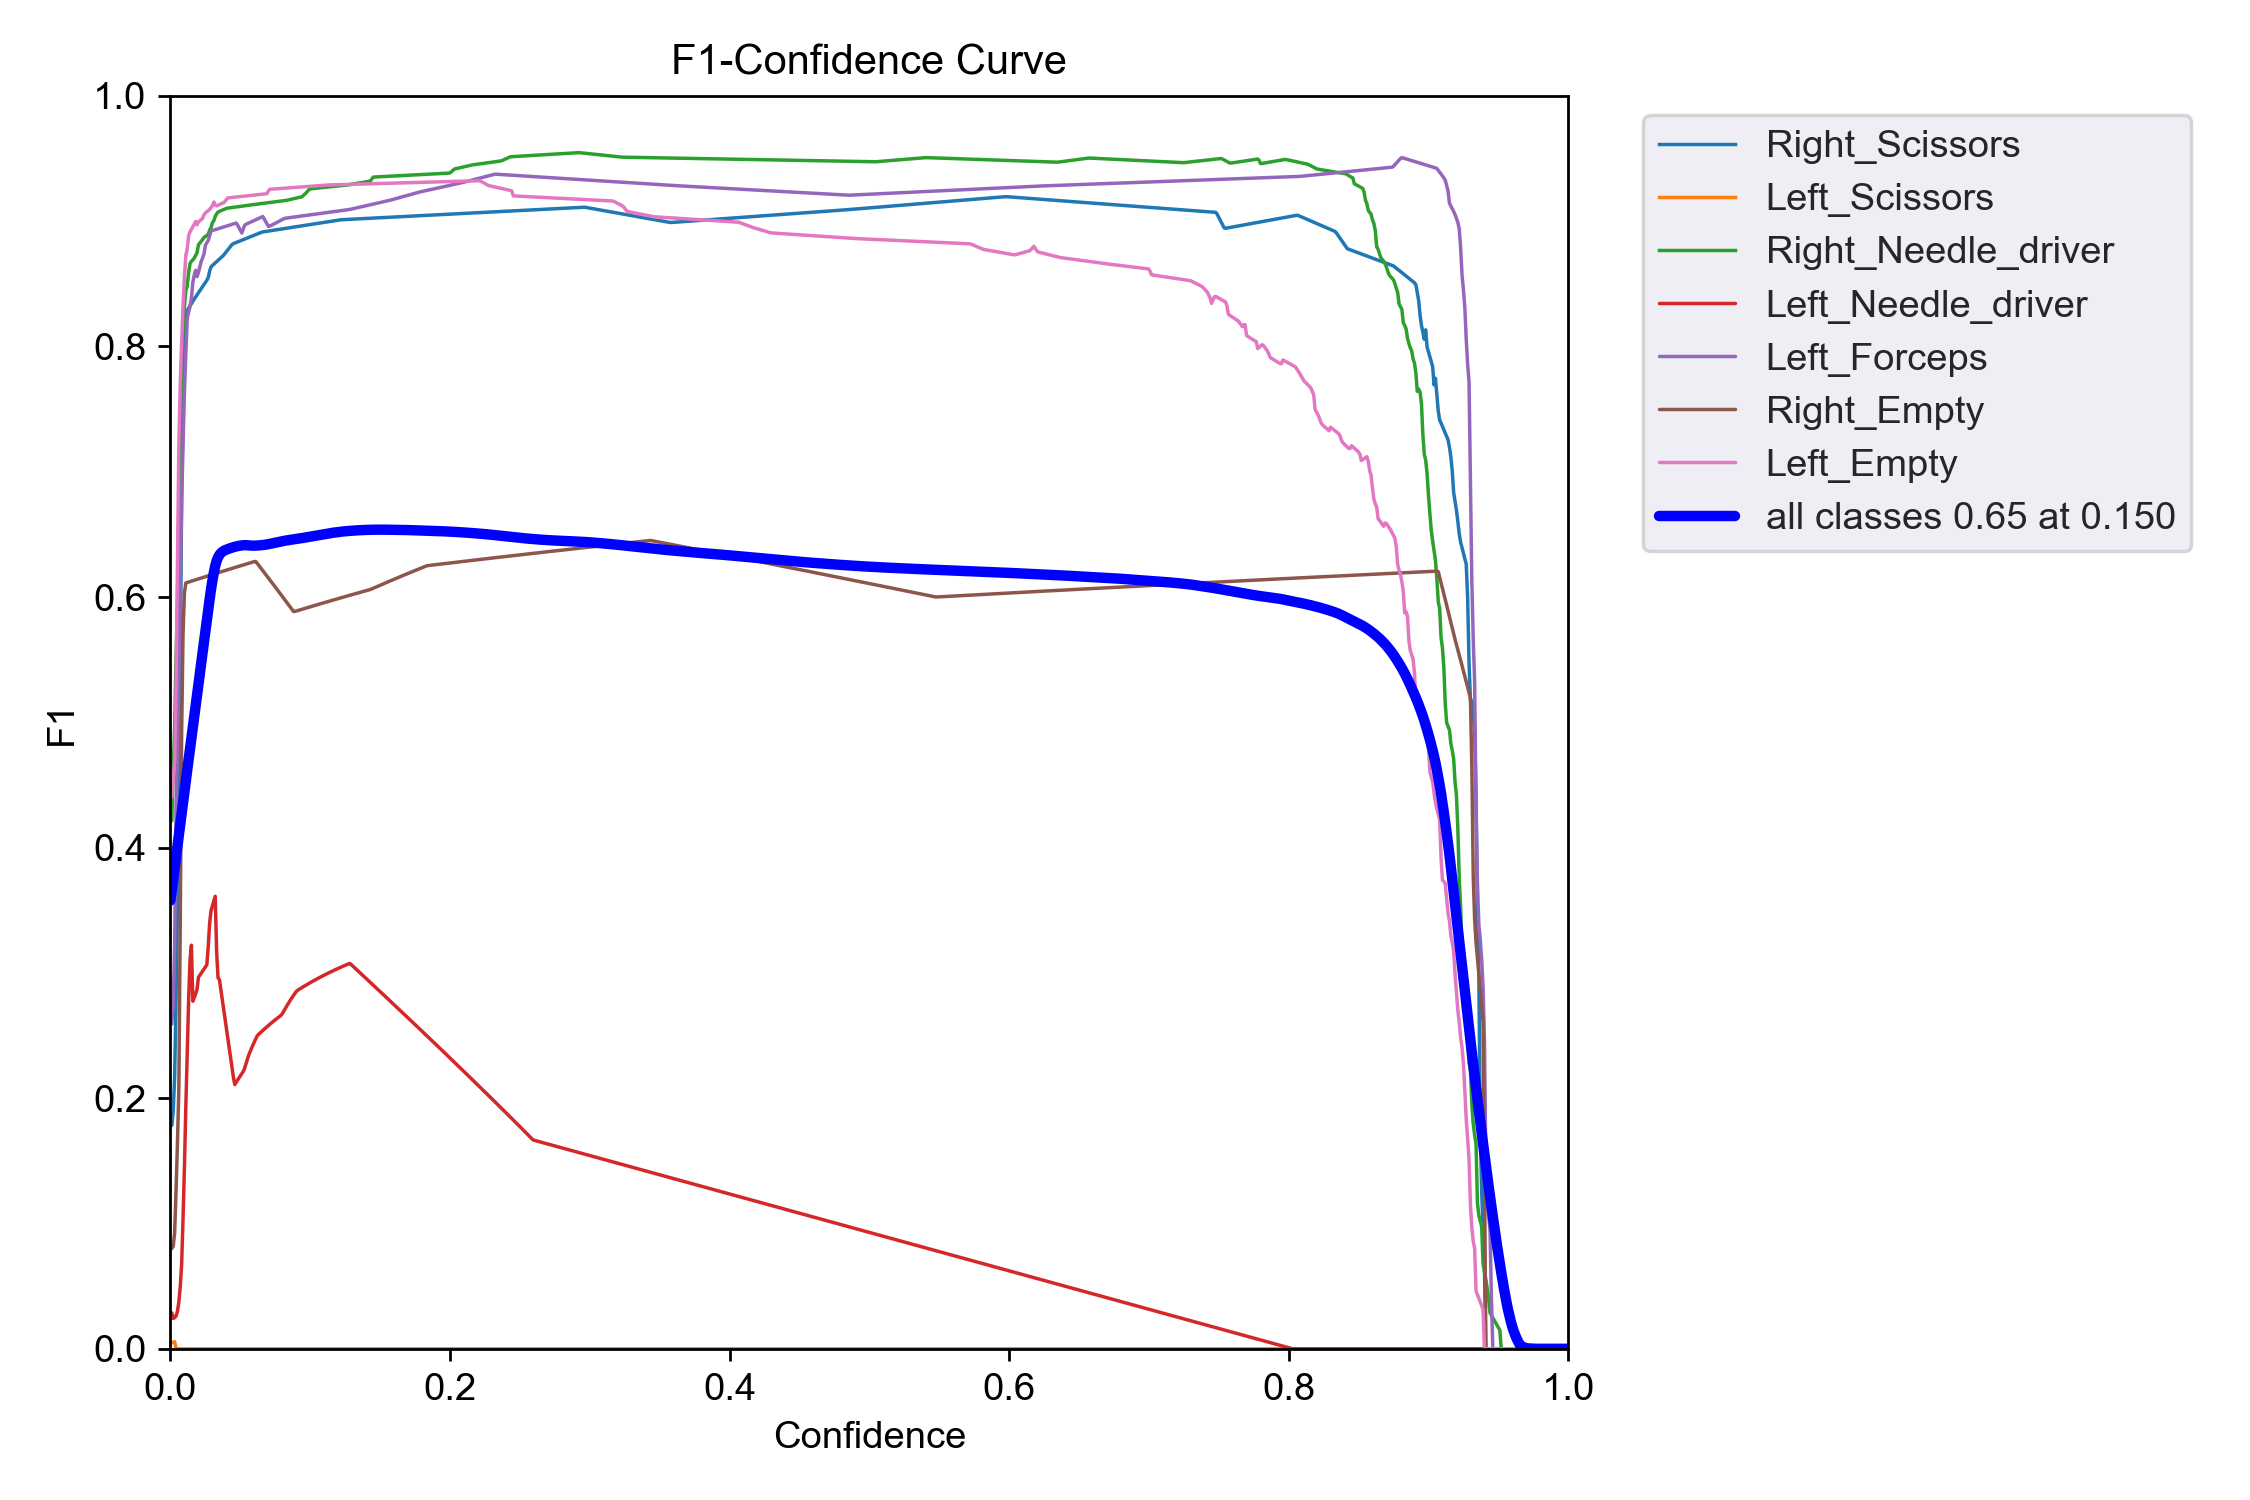 F1-Confidence Curve
1.0
0.8
0.6
0.4
0.2
0.0
F1
0.0 0.2 0.4 0.6 0.8 1.0
Confidence
Right_Scissors
Left_Scissors
Right_Needle_driver
Left_Needle_driver
Left_Forceps
Right_Empty
Left_Empty
all classes 0.65 at 0.150